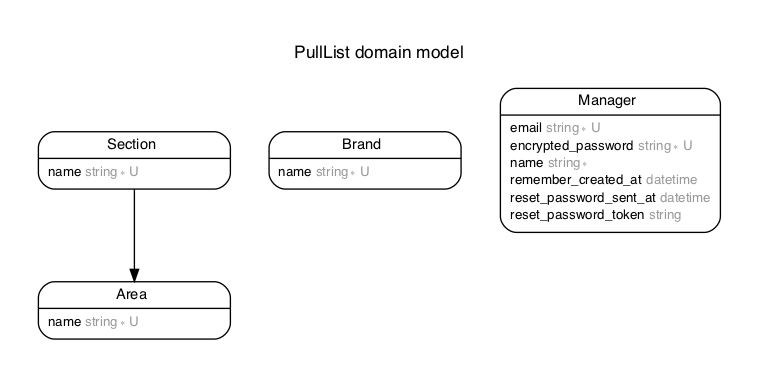 PullList domain model
Section
name string * U
Brand
name string * U
Manager
email string * U
encrypted_password string * U
name string *
remember_created_at datetime
reset_password_sent_at datetime
reset_password_token string
Area
name string * U